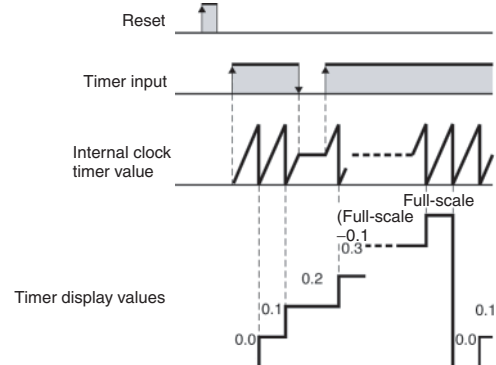 Reset
Timer input
Internal clock
timer value
Full-scale
(Full-scale
−0.1
0.3
0.2
Timer display values
0.1
0.1
0.0
0.0